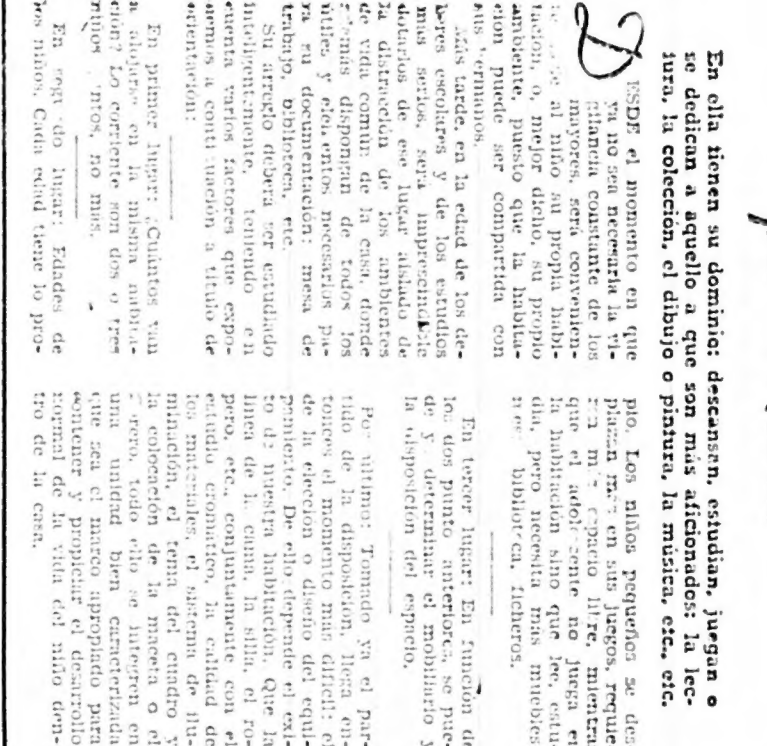 En ella tienen su dominio: descansan, estudian, juegan o
se dedican a aquello a que son más aficionados: la lec-
tura, la colección, el dibujo o pintura, la música, etc., etc.
DESDE el momento en que
ya no sea necesaria la vi-
gilancia constante de los
mayores, será convenien-
te al niño su propia habi-
tación, o, mejor dicho, su propio
ambiente, puesto que la habita-
ción puede ser compartida con
sus hermanos.
Más tarde, en la edad de los de-
beres escolares y de los estudios
más serios, será imprescindible
dotarlos de ese lugar aislado de
la distracción de los ambientes
de vida común de la casa, donde
además dispongan de todos los
útiles y elementos necesarios pa-
ra su documentación: mesa de
trabajo, biblioteca, etc.
Su arreglo deberá ser estudiado
inteligentemente, teniendo en
cuenta varios factores que expo-
nemos a continuación a título de
orientación:
En primer lugar: ¿Cuántos van
a alojarse en la misma habita-
ción? Lo corriente son dos o tres
niños juntos, no más.
En segundo lugar: Edades de
los niños. Cada edad tiene lo pro-
pio. Los niños pequeños se des-
plazan más en sus juegos, requie-
ren más espacio libre, mientras
que el adolescente no juega en
la habitación sino que lee, estu-
dia, pero necesita más muebles:
biblioteca, ficheros.
En tercer lugar: En función de
los dos punto anteriores, se pue-
de y determinar el mobiliario y
la disposición del espacio.
Por último: Tomado ya el par-
tido de la disposición, llega en-
tonces el momento más difícil: el
de la elección o diseño del equi-
pamiento. De ello depende el éxi-
to de nuestra habitación. Que la
línea de la cama, la silla, el ro-
pero, etc., conjuntamente con el
estudio cromático, la calidad de
los materiales, el sistema de ilu-
minación, el tema del cuadro y
la colocación de la maceta o el
florero, todo ello se integren en
una unidad bien caracterizada
que sea el marco apropiado para
contener y propiciar el desarrollo
normal de la vida del niño den-
tro de la casa.